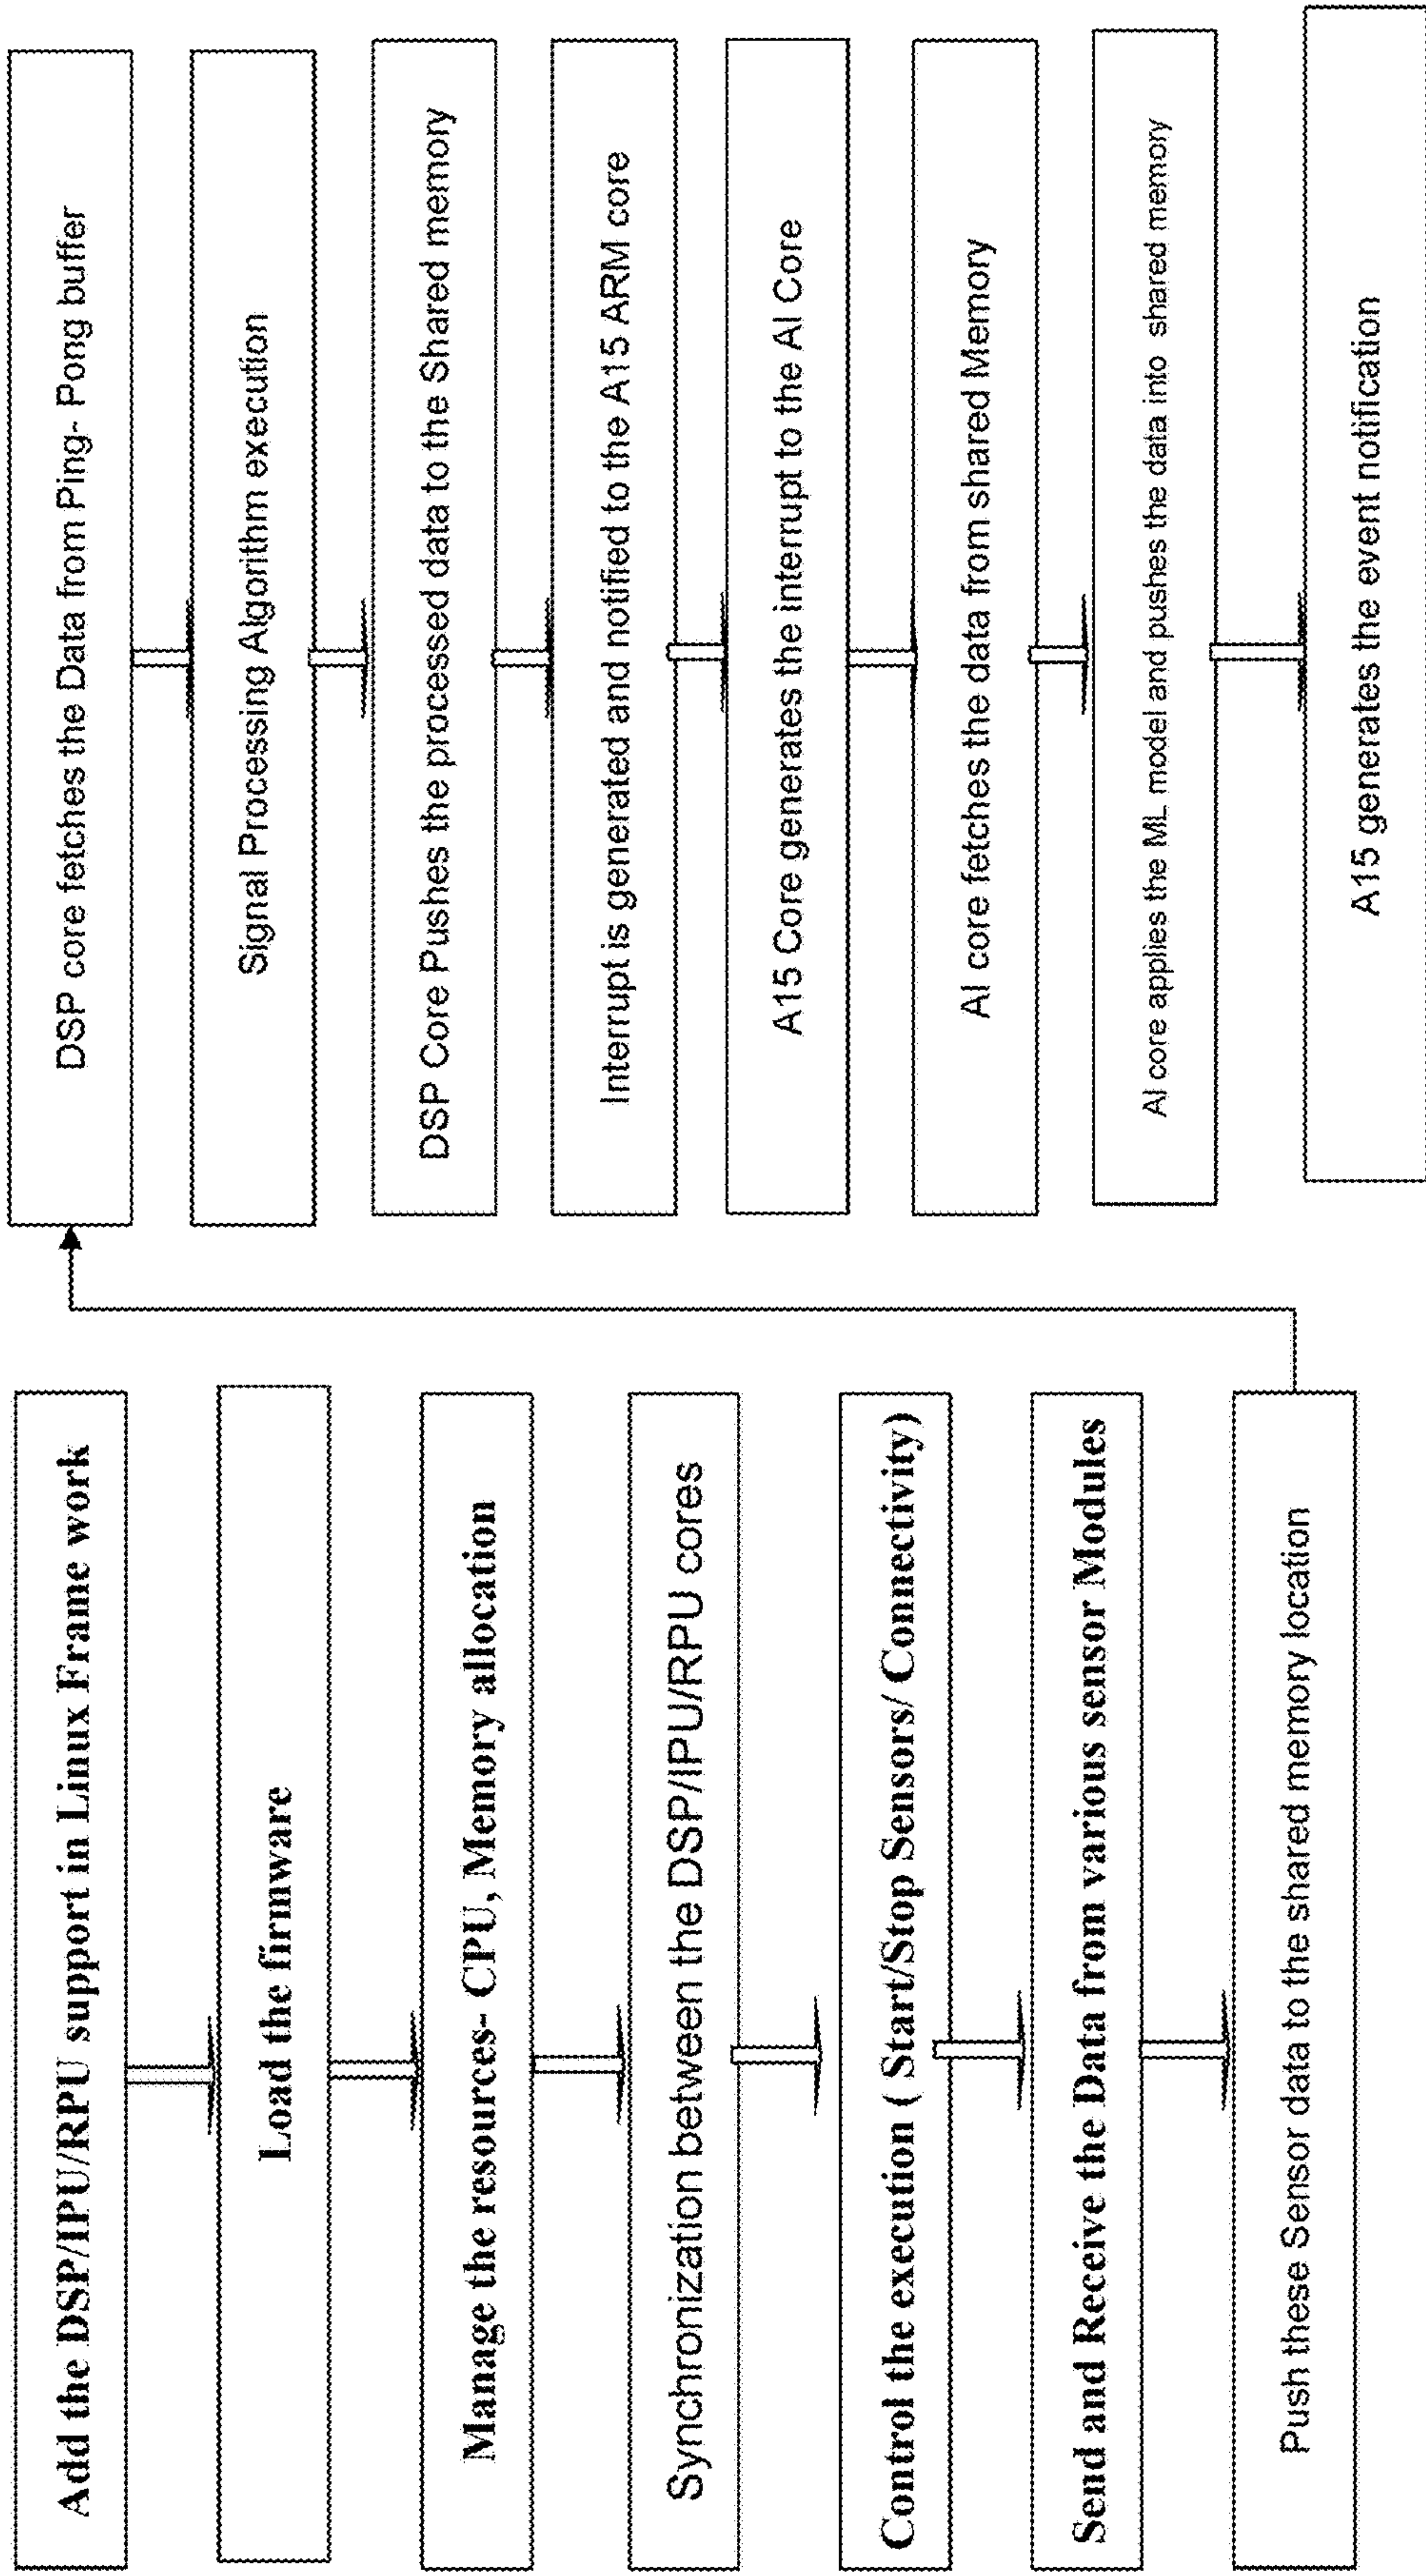 Add the DSP/IPU/RPU support in Linux Frame work
Load the firmware
Manage the resources- CPU, Memory allocation
Synchronization between the DSP/IPU/RPU cores
Control the execution ( Start/Stop Sensors/ Connectivity)
Send and Receive the Data from various sensor Modules
Push these Sensor data to the shared memory location
DSP core fetches the Data from Ping- Pong buffer
Signal Processing Algorithm execution
DSP Core Pushes the processed data to the Shared memory
Interrupt is generated and notified to the A15 ARM core
A15 Core generates the interrupt to the AI Core
AI core fetches the data from shared Memory
AI core applies the ML model and pushes the data into shared memory
A15 generates the event notification